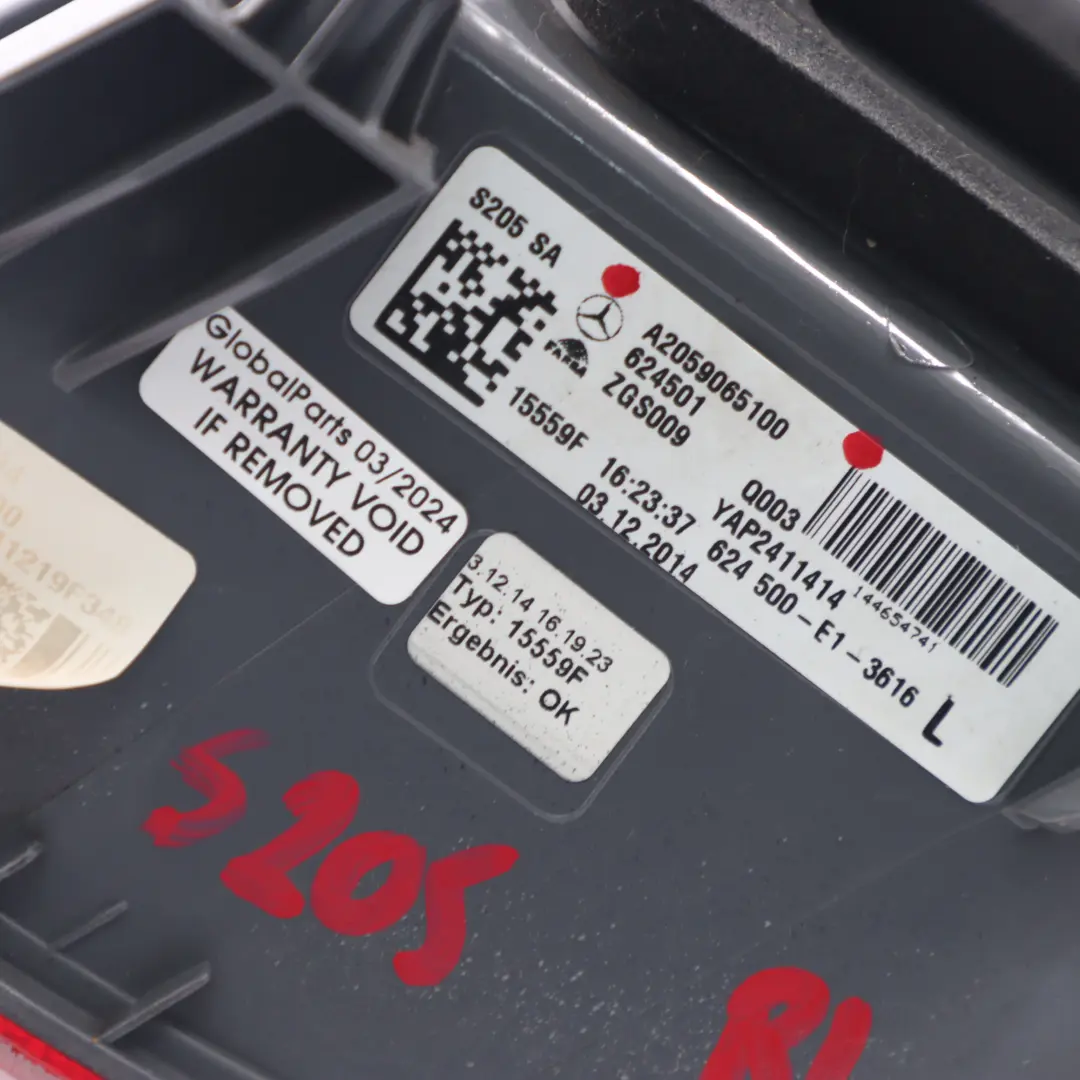 S205 SA
A2059065100
624501
ZGS009
15559F
16:23:37
03.12.2014
Q003
YAP2411414
624 500-E1-3616
144654741
L
GlobalParts 03/2024
WARRANTY VOID
IF REMOVED
3.12.14 16.19.23
Typ: 15559F
Ergebnis: OK
S205